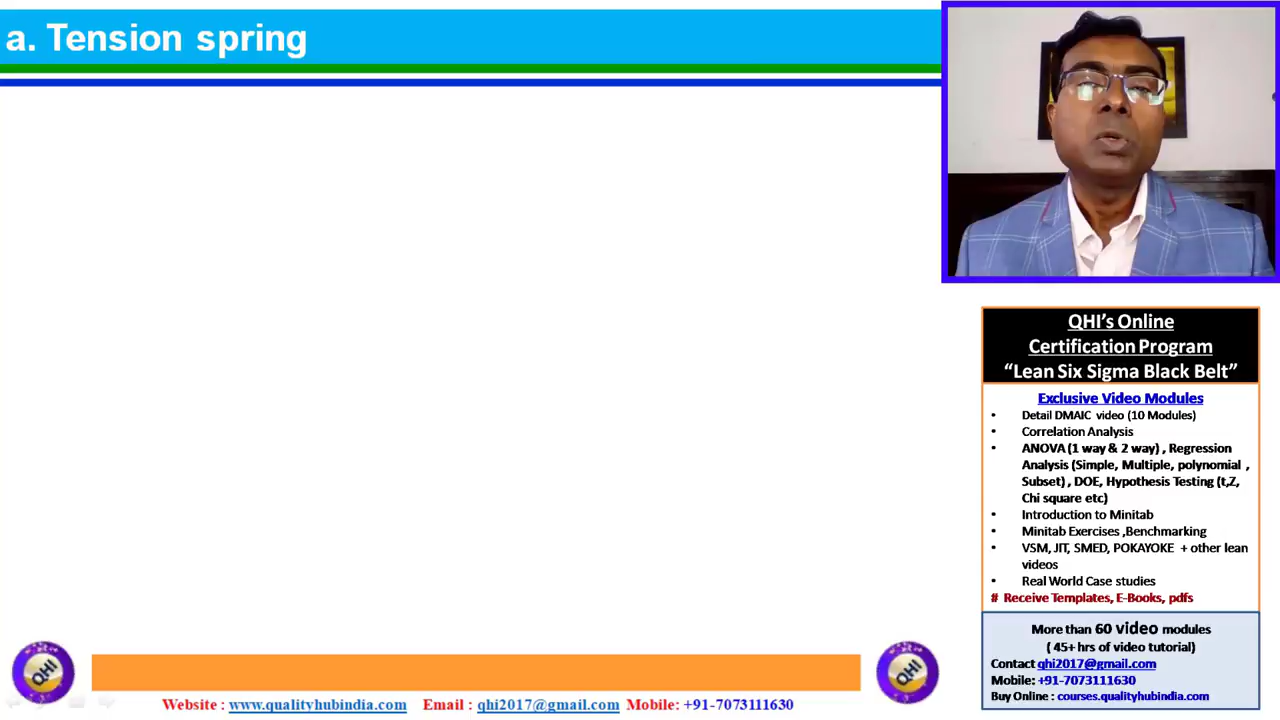 a. Tension spring
QHI's Online
Certification Program
“Lean Six Sigma Black Belt”
Exclusive Video Modules
• Detail DMAIC video (10 Modules)
• Correlation Analysis
• ANOVA (1 way & 2 way) , Regression
Analysis (Simple, Multiple, polynomial ,
Subset) , DOE, Hypothesis Testing (t,Z,
Chi square etc)
• Introduction to Minitab
• Minitab Exercises ,Benchmarking
• VSM, JIT, SMED, POKAYOKE + other lean
videos
• Real World Case studies
# Receive Templates, E-Books, pdfs
More than 60 video modules
( 45+ hrs of video tutorial)
Contact qhi2017@gmail.com
Mobile: +91-7073111630
Buy Online : courses.qualityhubindia.com
QHI
QHI
Website : www.qualityhubindia.com Email : qhi2017@gmail.com Mobile: +91-7073111630